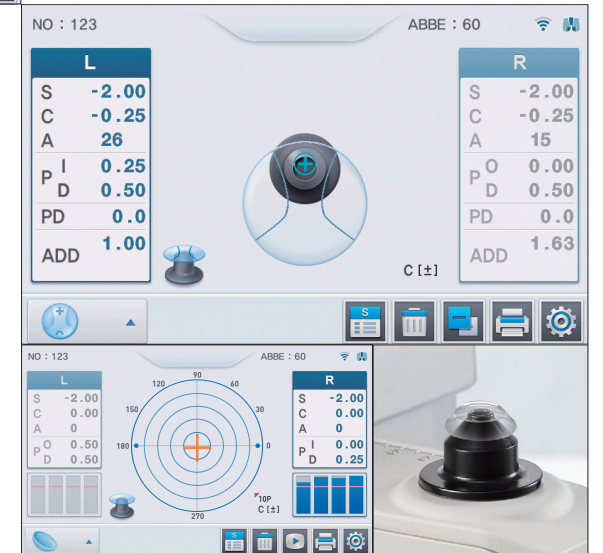 NO : 123
ABBE : 60
L
S -2.00
C -0.25
A 26
P I 0.25
D 0.50
PD 0.0
ADD 1.00
R
S -2.00
C -0.25
A 15
P O 0.00
D 0.50
PD 0.0
ADD 1.63
C [±]
S
NO : 123
ABBE : 60
L
S -2.00
C 0.00
A 0
P O 0.50
D 0.50
90
120
60
150
30
180
0
270
10P
C [±]
R
S -2.00
C 0.00
A 0
P I 0.00
D 0.25
S